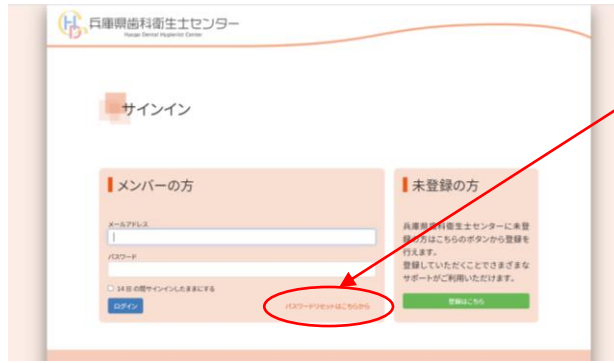 兵庫県歯科衛生士センター
Hyogo Dental Hygienist Center
サインイン
メンバーの方
メールアドレス
パスワード
14日の間サインインしたままにする
ログイン
パスワードリセットはこちらから
未登録の方
兵庫県歯科衛生士センターに未登
録の方はこちらのボタンから登録を
行えます。
登録していただくことでさまざまな
サポートがご利用いただけます。
登録はこちら